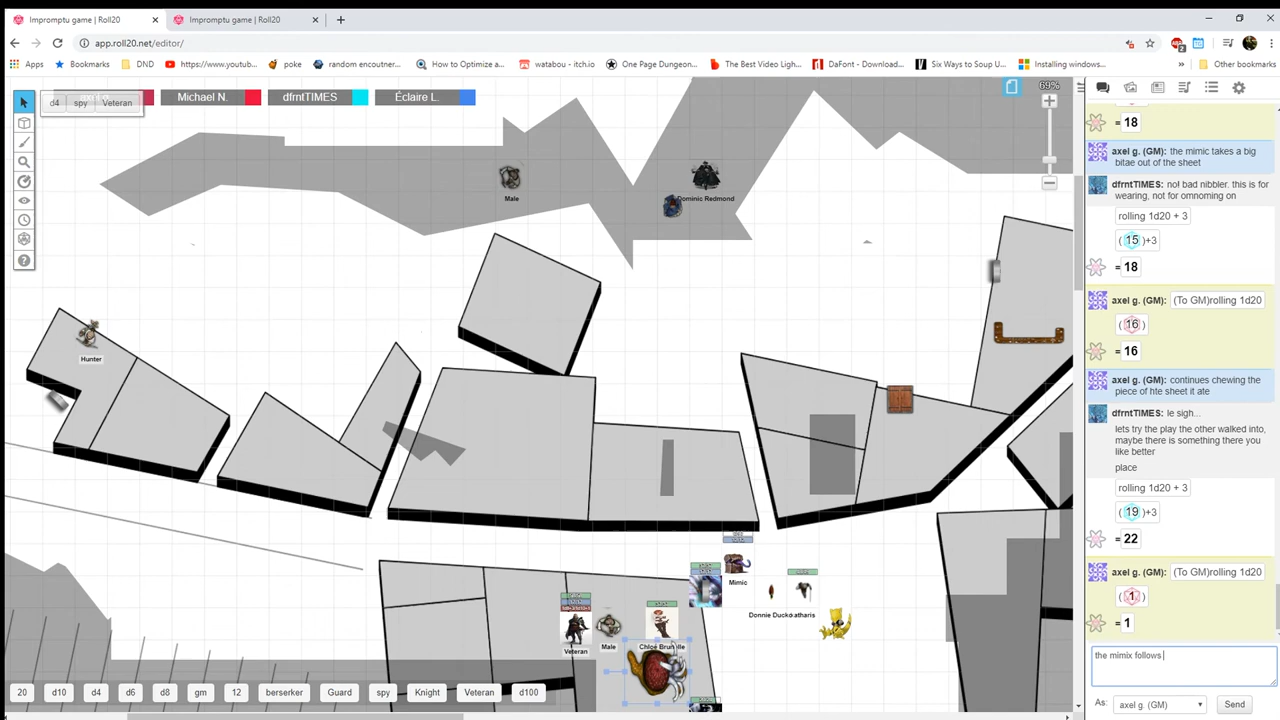 Impromptu game | Roll20
Impromptu game | Roll20
app.roll20.net/editor/
Apps
Bookmarks
DND
https://www.youtub...
poke
random encoutner...
How to Optimize a...
watabou - itch.io
One Page Dungeon...
The Best Video Ligh...
DaFont - Download...
Six Ways to Soup U...
Installing windows...
Other bookmarks
d4 spy Veteran
Michael N.
dfrntTIMES
Éclaire L.
69%
Male
Dominic Redmond
Hunter
Mimic
Donnie Duck
atharis
Veteran
Male
Chloé Brunelle
20 d10 d4 d6 d8 gm 12 berserker Guard spy Knight Veteran d100
= 18
axel g. (GM): the mimic takes a big
bitae out of the sheet
dfrntTIMES: no! bad nibbler. this is for
wearing, not for omnoming on
rolling 1d20 + 3
(15)+3
= 18
axel g. (GM): (To GM)rolling 1d20
(16)
= 16
axel g. (GM): continues chewing the
piece of hte sheet it ate
dfrntTIMES: le sigh...
lets try the play the other walked into,
maybe there is something there you
like better
place
rolling 1d20 + 3
(19)+3
= 22
axel g. (GM): (To GM)rolling 1d20
(1)
= 1
the mimix follows
As: axel g. (GM) Send